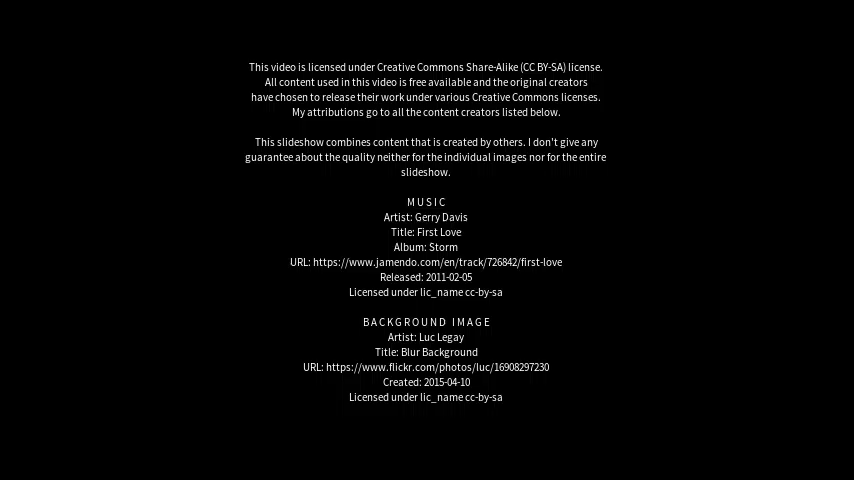 This video is licensed under Creative Commons Share-Alike (CC BY-SA) license.
All content used in this video is free available and the original creators
have chosen to release their work under various Creative Commons licenses.
My attributions go to all the content creators listed below.
This slideshow combines content that is created by others. I don't give any
guarantee about the quality neither for the individual images nor for the entire
slideshow.
M U S I C
Artist: Gerry Davis
Title: First Love
Album: Storm
URL: https://www.jamendo.com/en/track/726842/first-love
Released: 2011-02-05
Licensed under lic_name cc-by-sa
B A C K G R O U N D  I M A G E
Artist: Luc Legay
Title: Blur Background
URL: https://www.flickr.com/photos/luc/16908297230
Created: 2015-04-10
Licensed under lic_name cc-by-sa